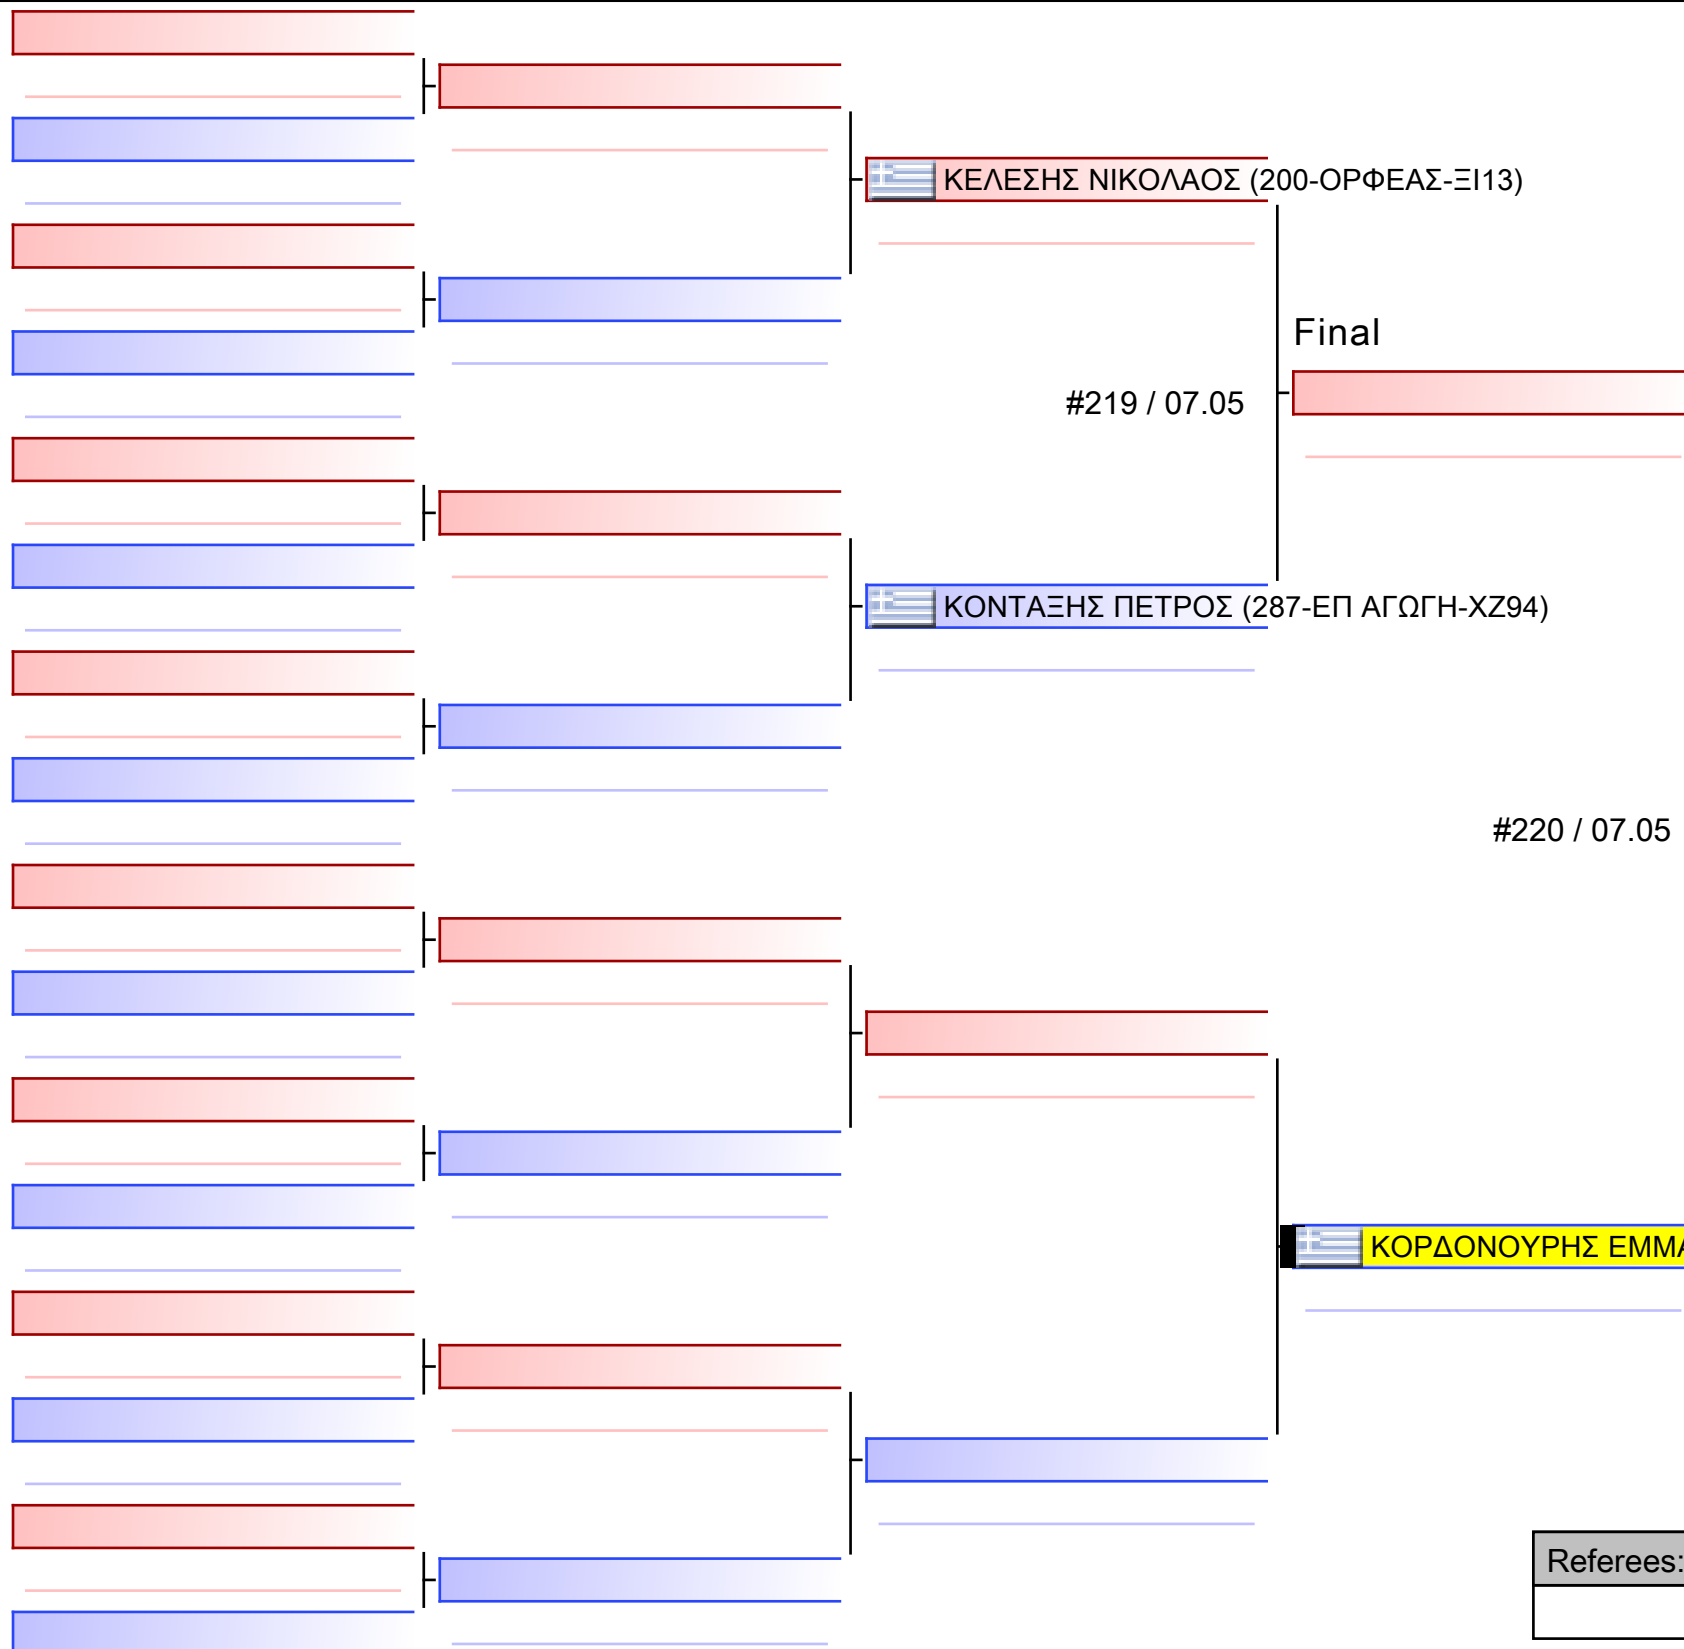 ΚΕΛΕΣΗΣ ΝΙΚΟΛΑΟΣ (200-ΟΡΦΕΑΣ-ΞΙ13)
Final
#219 / 07.05
ΚΟΝΤΑΞΗΣ ΠΕΤΡΟΣ (287-ΕΠ ΑΓΩΓΗ-ΧΖ94)
#220 / 07.05
ΚΟΡΔΟΝΟΥΡΗΣ ΕΜΜΑ
Referees: